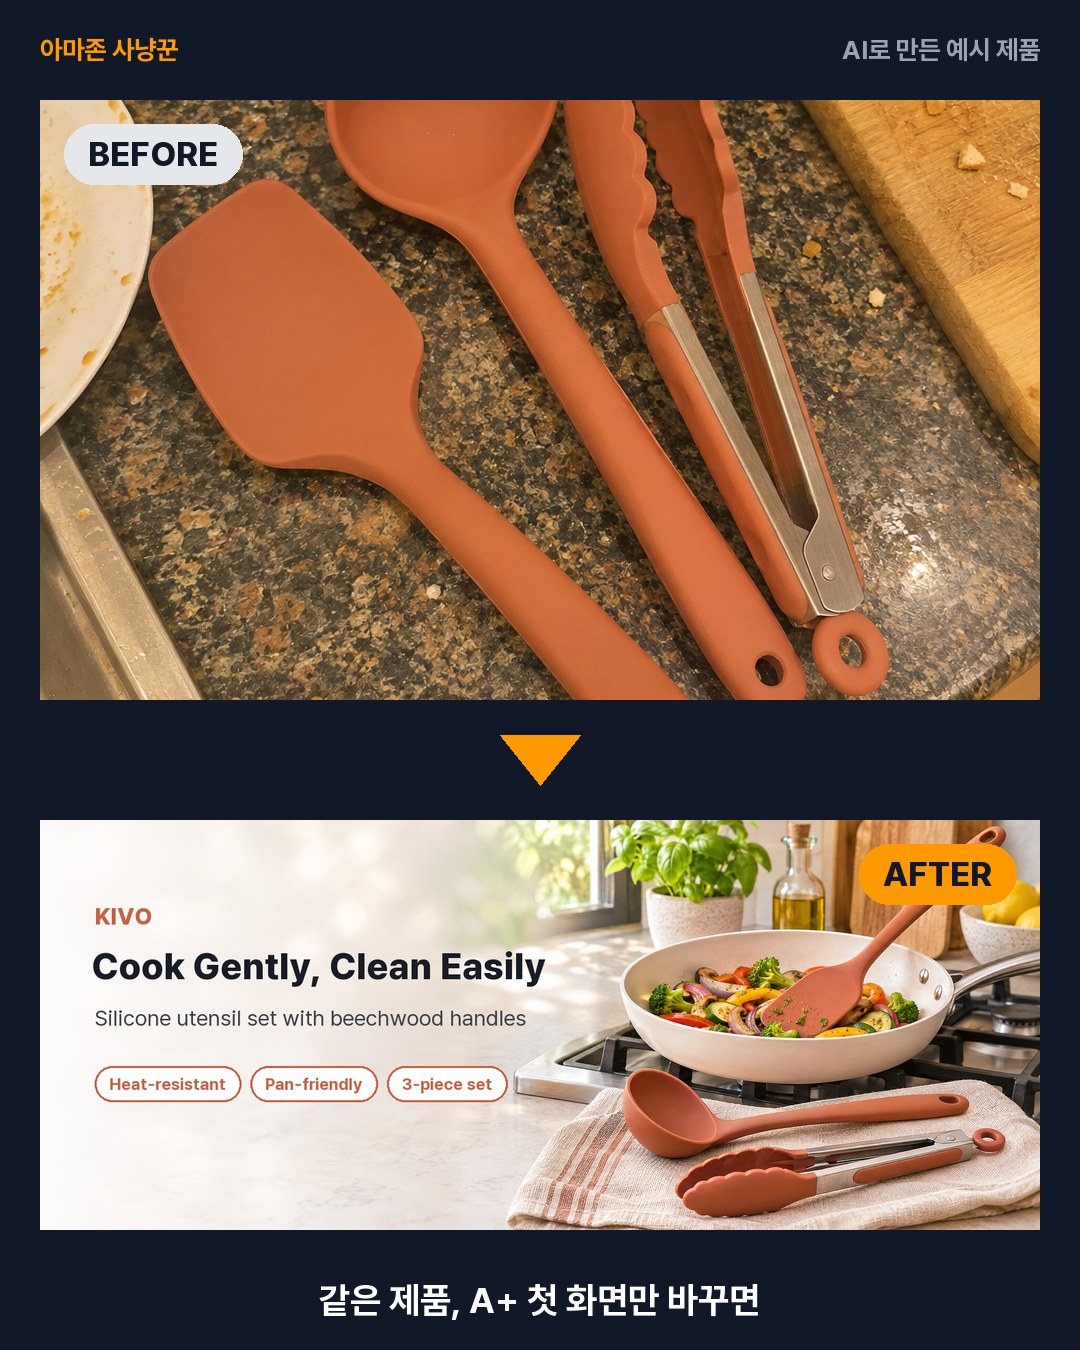 아마존 사냥꾼
AI로 만든 예시 제품
BEFORE
AFTER
KIVO
Cook Gently, Clean Easily
Silicone utensil set with beechwood handles
Heat-resistant
Pan-friendly
3-piece set
같은 제품, A+ 첫 화면만 바꾸면